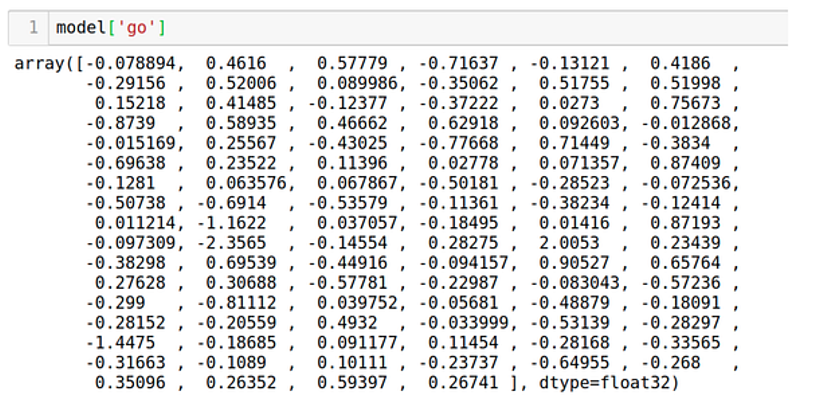 1 model['go']
array([-0.078894,  0.4616  ,  0.57779 , -0.71637 , -0.13121 ,  0.4186  ,
       -0.29156 ,  0.52006 ,  0.089986, -0.35062 ,  0.51755 ,  0.51998 ,
        0.15218 ,  0.41485 , -0.12377 , -0.37222 ,  0.0273  ,  0.75673 ,
       -0.8739  ,  0.58935 ,  0.46662 ,  0.62918 ,  0.092603, -0.012868,
       -0.015169,  0.25567 , -0.43025 , -0.77668 ,  0.71449 , -0.3834  ,
       -0.69638 ,  0.23522 ,  0.11396 ,  0.02778 ,  0.071357,  0.87409 ,
       -0.1281  ,  0.063576,  0.067867, -0.50181 , -0.28523 , -0.072536,
       -0.50738 , -0.6914  , -0.53579 , -0.11361 , -0.38234 , -0.12414 ,
        0.011214, -1.1622  ,  0.037057, -0.18495 ,  0.01416 ,  0.87193 ,
       -0.097309, -2.3565  , -0.14554 ,  0.28275 ,  2.0053  ,  0.23439 ,
       -0.38298 ,  0.69539 , -0.44916 , -0.094157,  0.90527 ,  0.65764 ,
        0.27628 ,  0.30688 , -0.57781 , -0.22987 , -0.083043, -0.57236 ,
       -0.299   , -0.81112 ,  0.039752, -0.05681 , -0.48879 , -0.18091 ,
       -0.28152 , -0.20559 ,  0.4932  , -0.033999, -0.53139 , -0.28297 ,
       -1.4475  , -0.18685 ,  0.091177,  0.11454 , -0.28168 , -0.33565 ,
       -0.31663 , -0.1089  ,  0.10111 , -0.23737 , -0.64955 , -0.268   ,
        0.35096 ,  0.26352 ,  0.59397 ,  0.26741 ], dtype=float32)